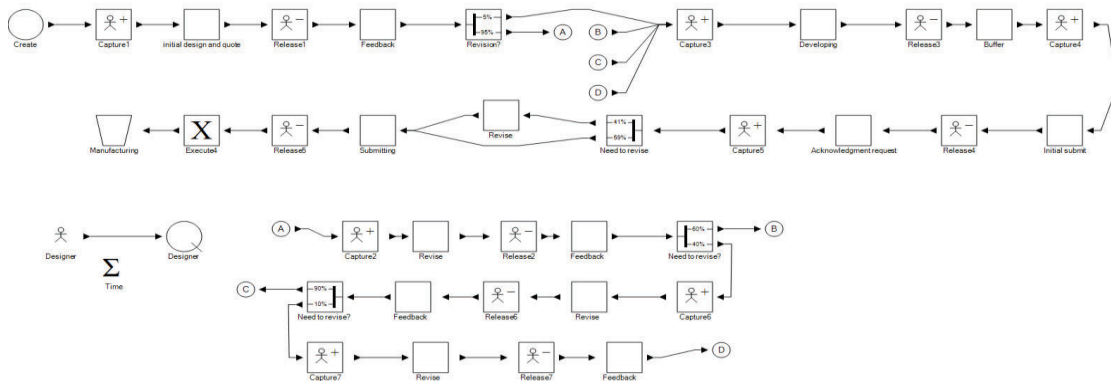 5%
A
B
Create
Capture1
initial design and quote
Release1
Feedback
Revision?
95%
Capture3
Developing
Release3
Buffer
Capture4
C
D
41%
59%
Revise
X
Manufacturing
Execute4
Release5
Submitting
Need to revise
Capture5
Acknowledgment request
Release4
Initial submit
A
60%
40%
B
Designer
Designer
Σ
Time
Capture2
Revise
Release2
Feedback
Need to revise?
C
90%
10%
Need to revise?
Feedback
Release6
Revise
Capture6
D
Capture7
Revise
Release7
Feedback